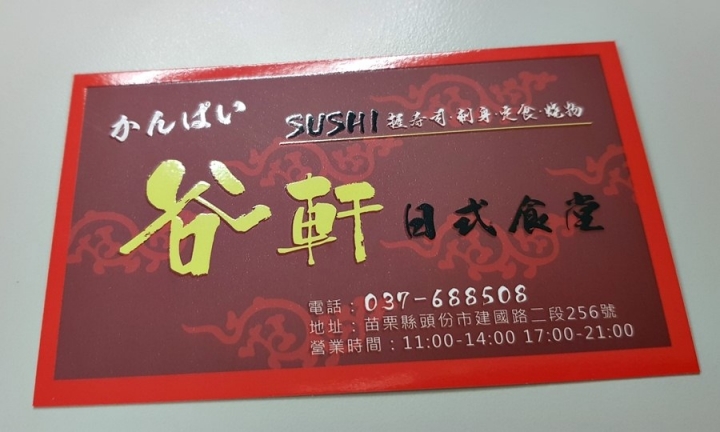 かんぱい
SUSHI 握壽司·刺身·定食·燒物
谷軒 日式食堂
電話：037-688508
地址：苗栗縣頭份市建國路二段256號
營業時間：11:00-14:00 17:00-21:00